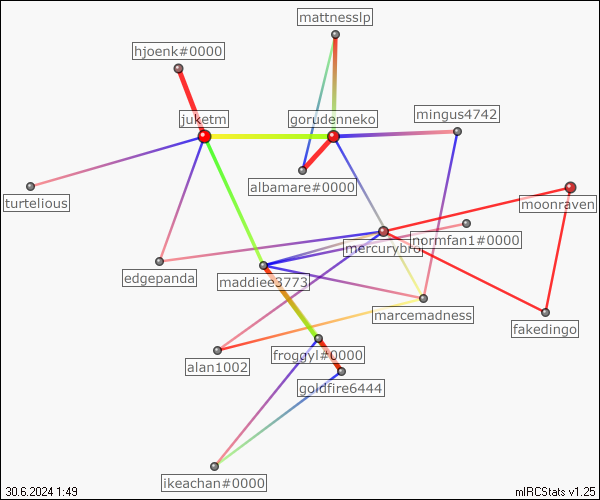 mattnesslp
hjoenk#0000
juketm
gorudenneko
mingus4742
albamare#0000
turtelious
moonraven
mercurybro
normfan1#0000
edgepanda
maddiee3773
marcemadness
fakedingo
froggyl#0000
alan1002
goldfire6444
ikeachan#0000
30.6.2024 1:49
mIRCStats v1.25